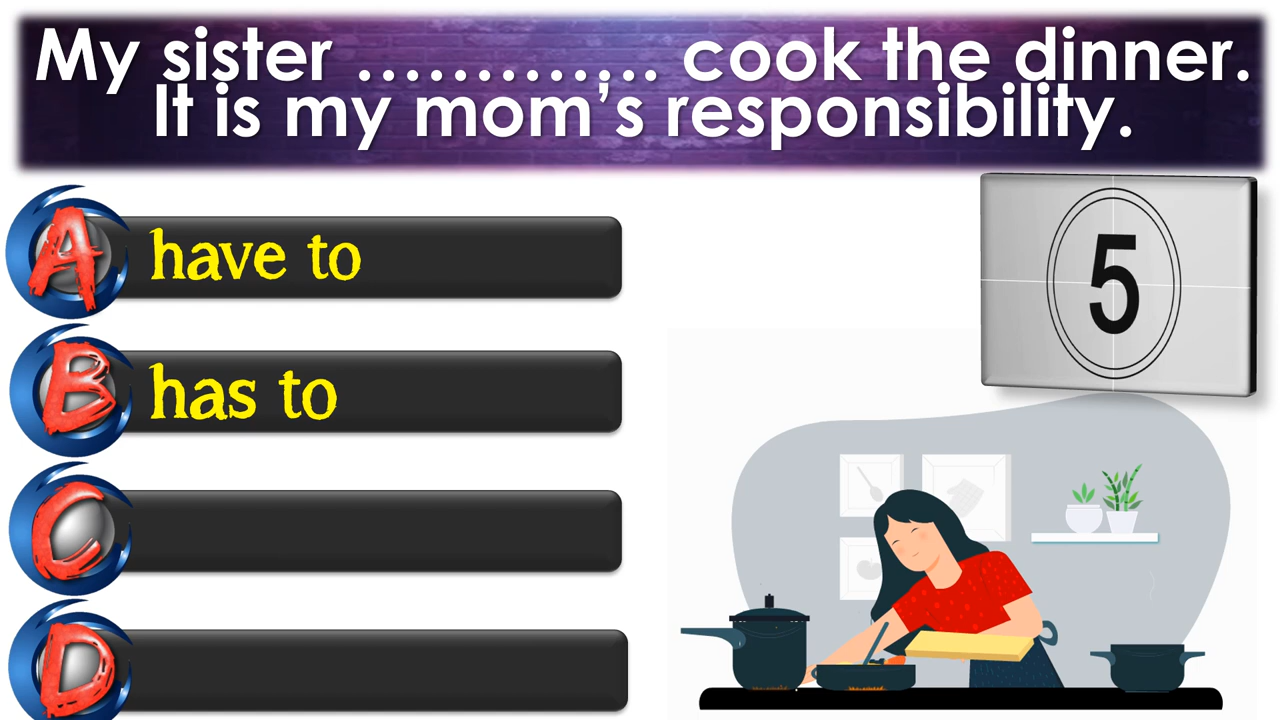 My sister ………….. cook the dinner.
It is my mom’s responsibility.
5
A have to
B has to
C
D